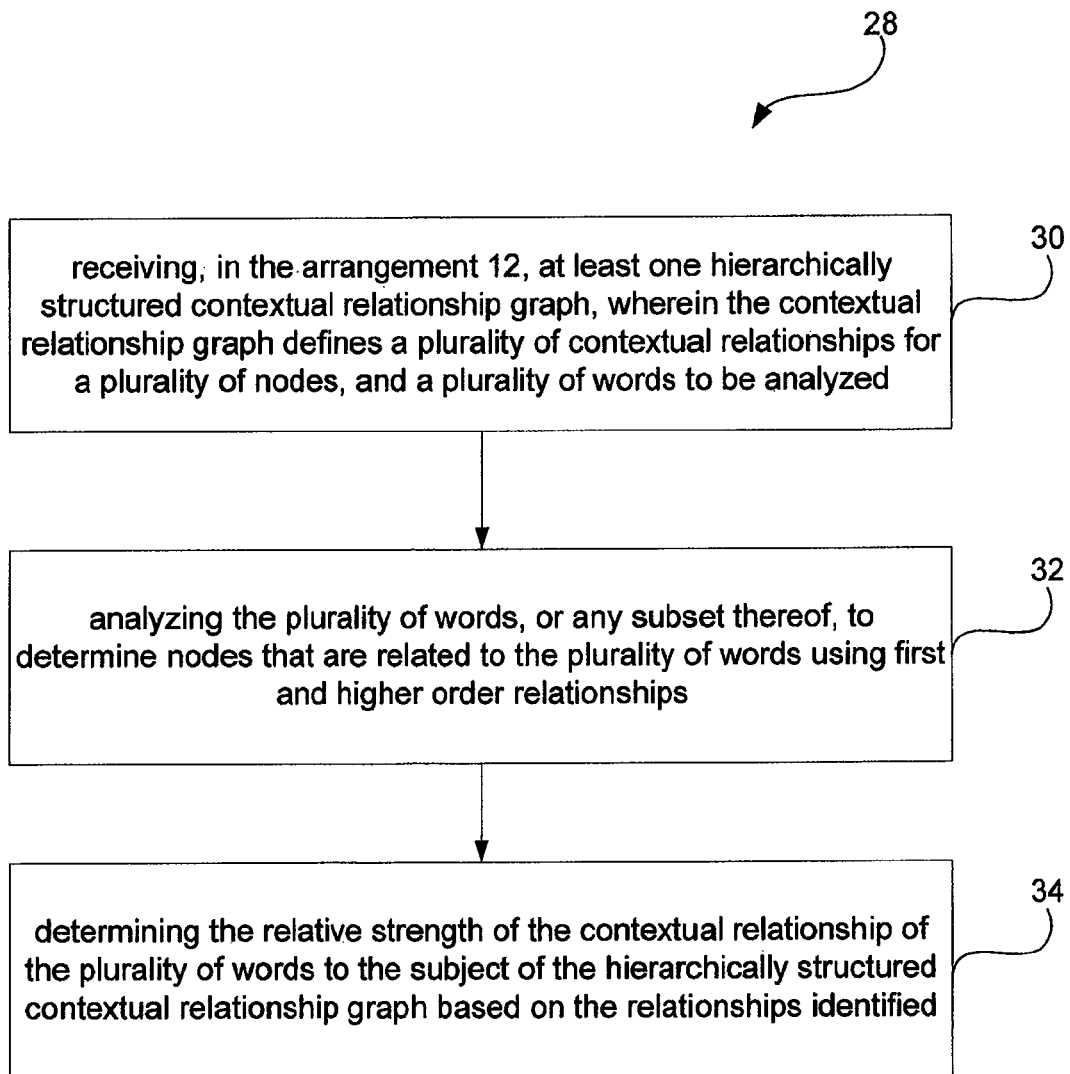 28
receiving, in the arrangement 12, at least one hierarchically
structured contextual relationship graph, wherein the contextual
relationship graph defines a plurality of contextual relationships for
a plurality of nodes, and a plurality of words to be analyzed
30
analyzing the plurality of words, or any subset thereof, to
determine nodes that are related to the plurality of words using first
and higher order relationships
32
determining the relative strength of the contextual relationship of
the plurality of words to the subject of the hierarchically structured
contextual relationship graph based on the relationships identified
34